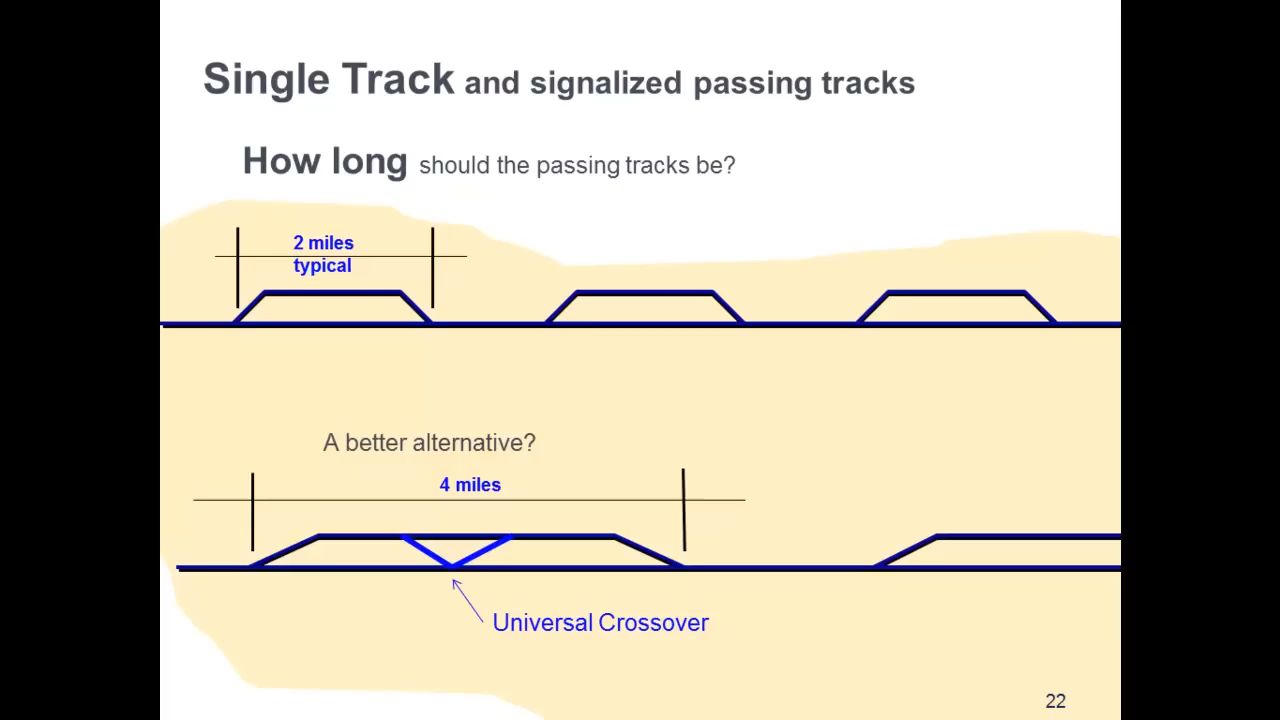 Single Track and signalized passing tracks
How long should the passing tracks be?
2 miles
typical
A better alternative?
4 miles
Universal Crossover
22